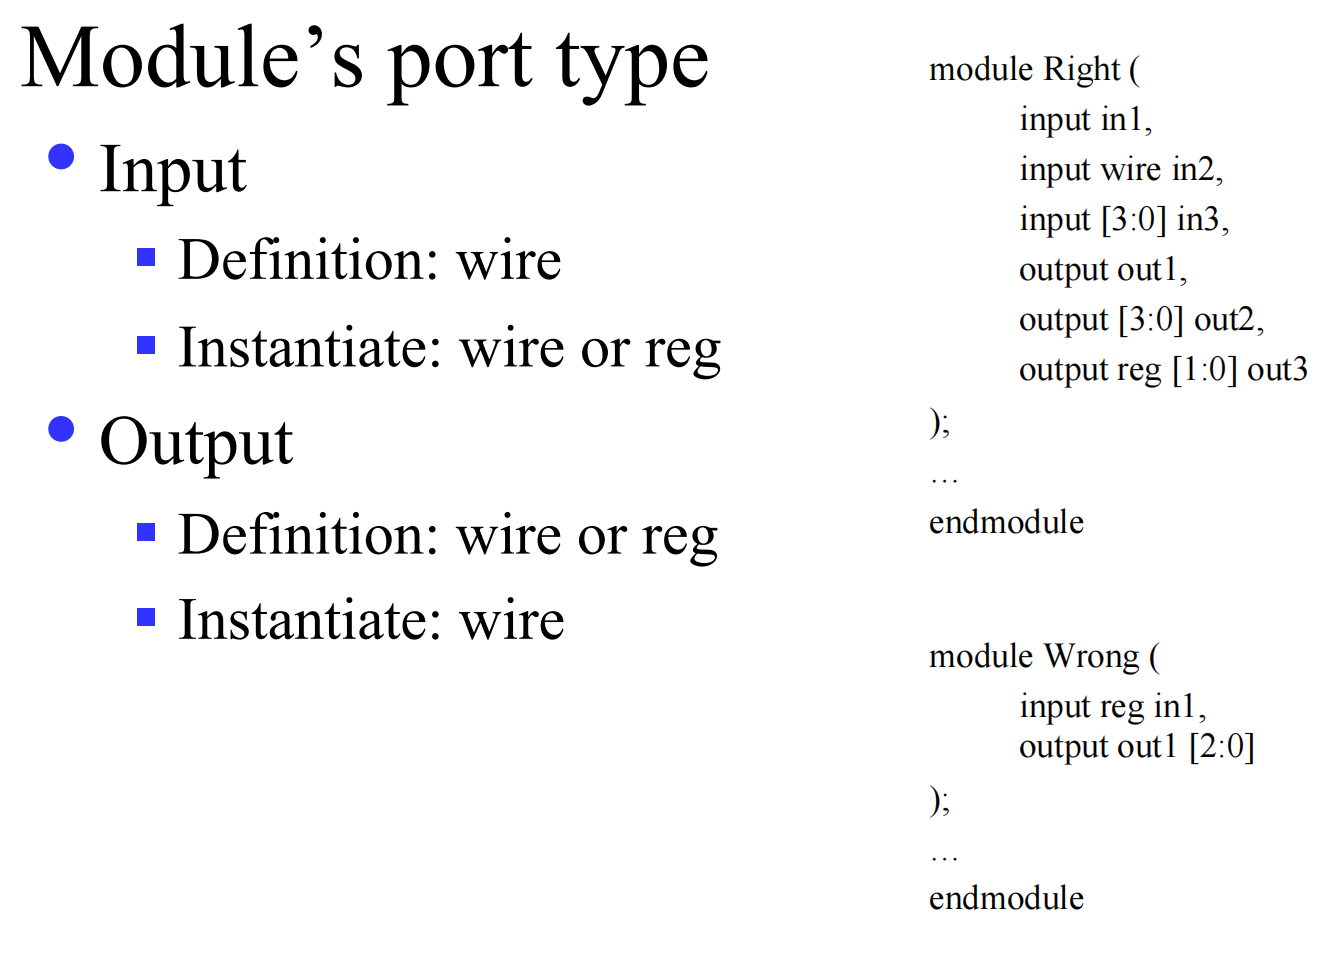 Module’s port type
Input
Definition: wire
Instantiate: wire or reg
Output
Definition: wire or reg
Instantiate: wire
module Right (
input in1,
input wire in2,
input [3:0] in3,
output out1,
output [3:0] out2,
output reg [1:0] out3
);
…
endmodule
module Wrong (
input reg in1,
output out1 [2:0]
);
…
endmodule